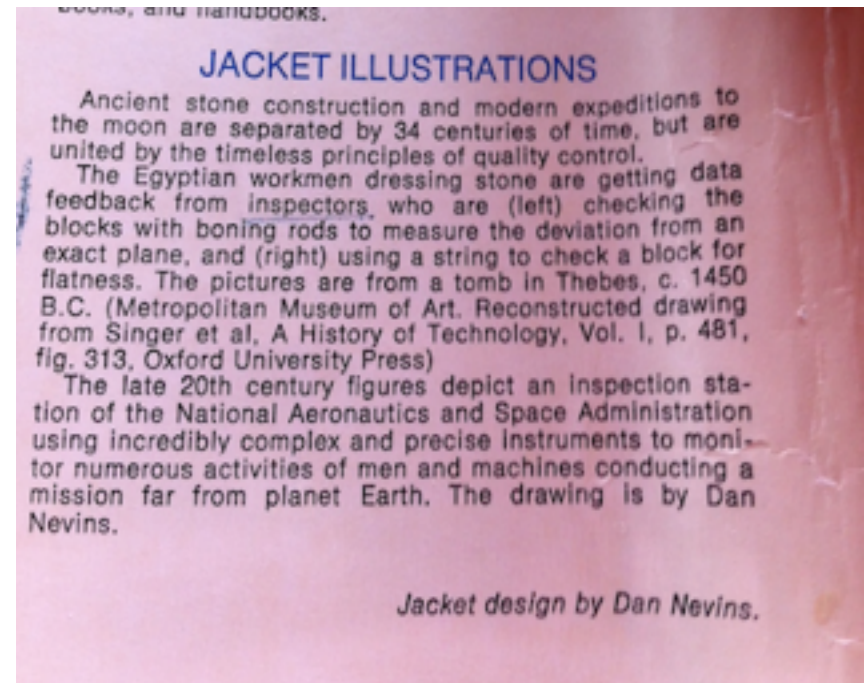 books, and handbooks.
JACKET ILLUSTRATIONS
Ancient stone construction and modern expeditions to
the moon are separated by 34 centuries of time, but are
united by the timeless principles of quality control.
The Egyptian workmen dressing stone are getting data
feedback from inspectors, who are (left) checking the
blocks with boning rods to measure the deviation from an
exact plane, and (right) using a string to check a block for
flatness. The pictures are from a tomb in Thebes, c. 1450
B.C. (Metropolitan Museum of Art. Reconstructed drawing
from Singer et al, A History of Technology, Vol. I, p. 481,
fig. 313, Oxford University Press)
The late 20th century figures depict an inspection sta-
tion of the National Aeronautics and Space Administration
using incredibly complex and precise instruments to moni-
tor numerous activities of men and machines conducting a
mission far from planet Earth. The drawing is by Dan
Nevins.
Jacket design by Dan Nevins.